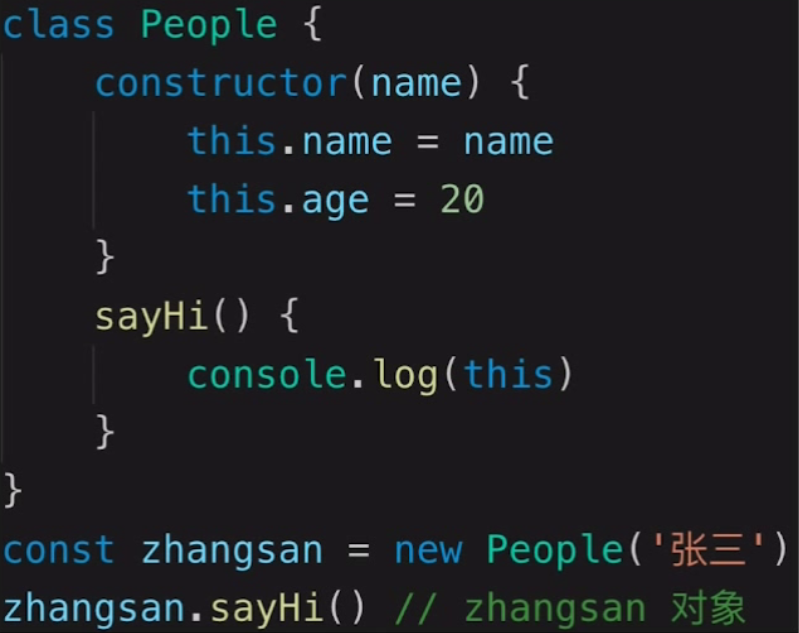 class People {
    constructor(name) {
        this.name = name
        this.age = 20
    }
    sayHi() {
        console.log(this)
    }
}
const zhangsan = new People('张三')
zhangsan.sayHi() // zhangsan 对象